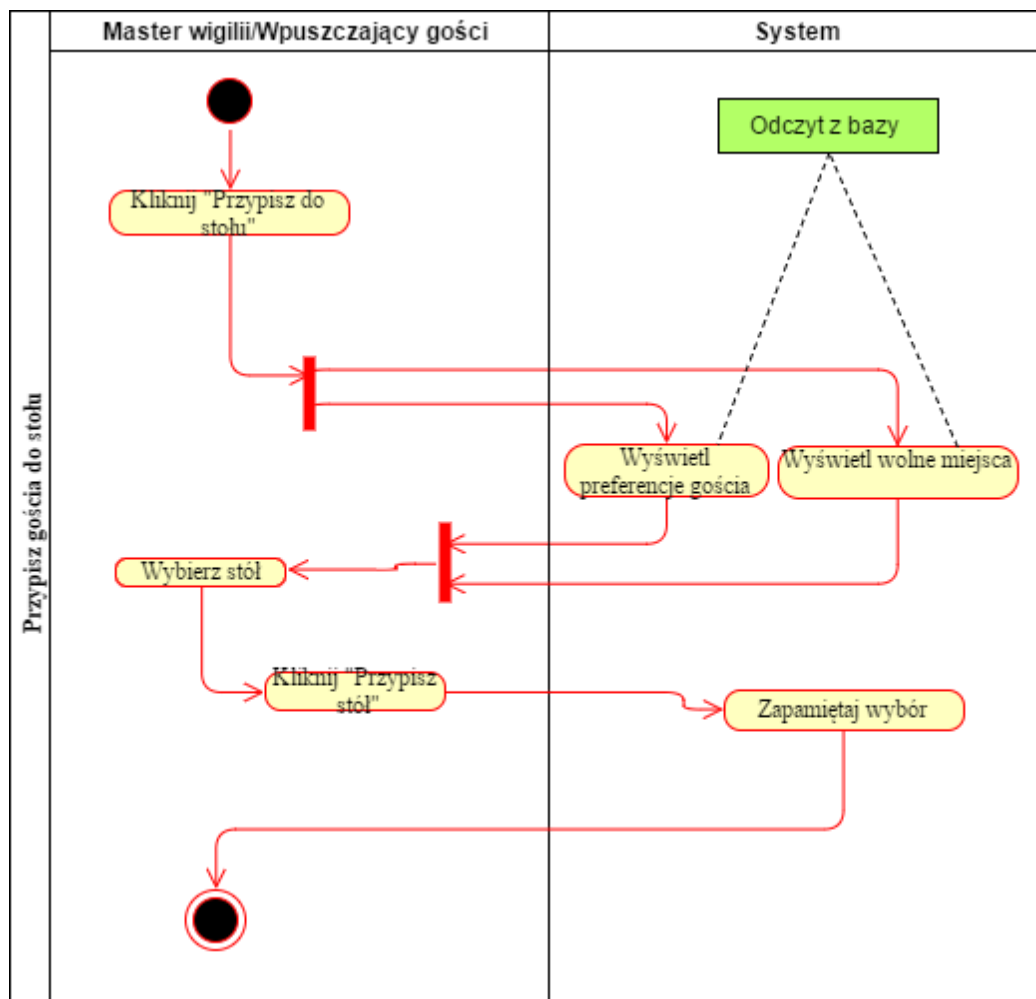 Master wigilii/Wpuszczający gości
System
Przypisz gościa do stołu
Odczyt z bazy
Kliknij "Przypisz do
stołu"
Wyświetl
preferencje gościa
Wyświetl wolne miejsca
Wybierz stół
Kliknij "Przypisz
stół"
Zapamiętaj wybór